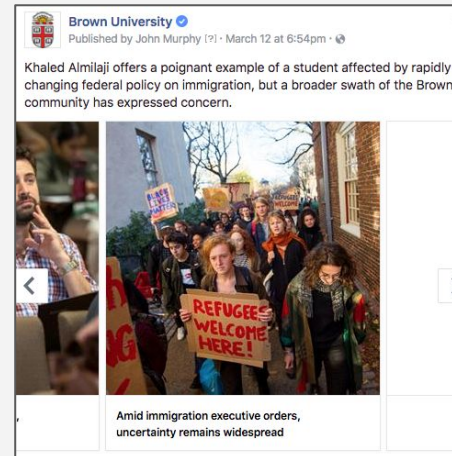 Brown University
Published by John Murphy [?] · March 12 at 6:54pm ·
Khaled Almilaji offers a poignant example of a student affected by rapidly
changing federal policy on immigration, but a broader swath of the Brown
community has expressed concern.
REFUGEES
WELCOME
REFUGEES
WELCOME
HERE!
Amid immigration executive orders,
uncertainty remains widespread